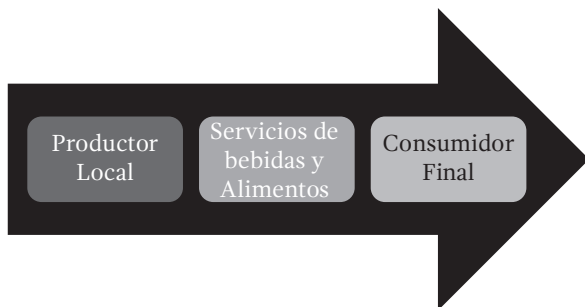 Productor
Local
Servicios de
bebidas y
Alimentos
Consumidor
Final